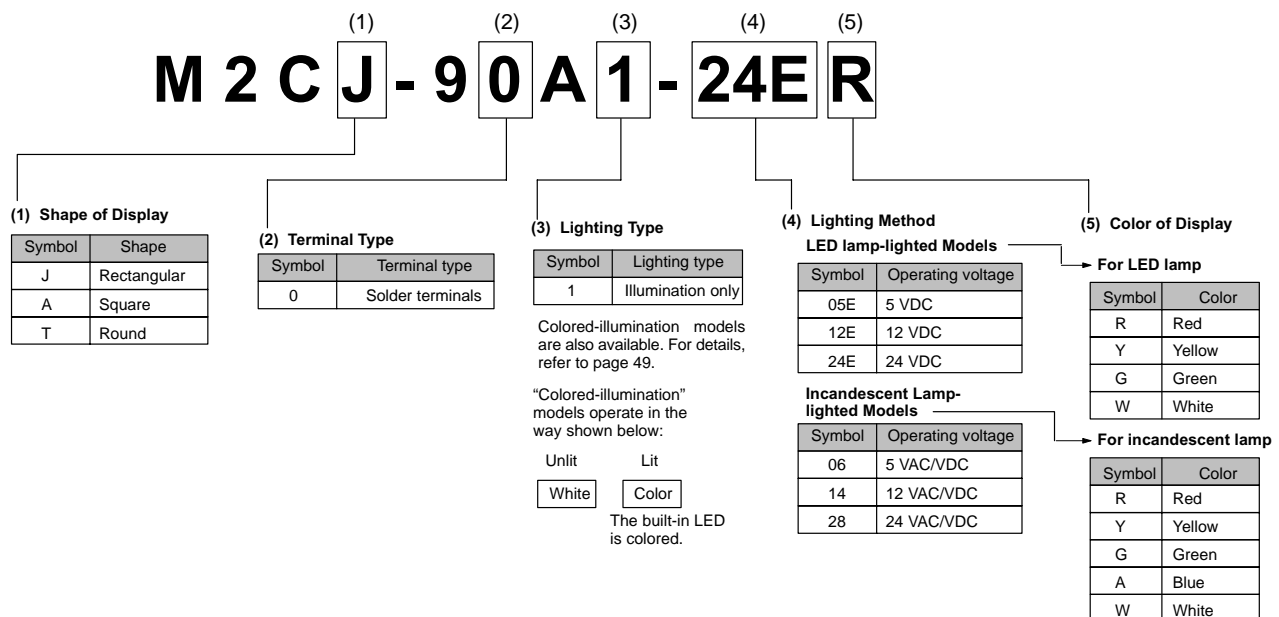 (1) (2) (3) (4) (5)
M2CJ-90A1-24ER
(1) Shape of Display
Symbol Shape
J Rectangular
A Square
T Round
(2) Terminal Type
Symbol Terminal type
0 Solder terminals
(3) Lighting Type
Symbol Lighting type
1 Illumination only
Colored-illumination models
are also available. For details,
refer to page 49.
“Colored-illumination”
models operate in the
way shown below:
Unlit Lit
White Color
The built-in LED
is colored.
(4) Lighting Method
LED lamp-lighted Models
Symbol Operating voltage
05E 5 VDC
12E 12 VDC
24E 24 VDC
Incandescent Lamp-
lighted Models
Symbol Operating voltage
06 5 VAC/VDC
14 12 VAC/VDC
28 24 VAC/VDC
(5) Color of Display
For LED lamp
Symbol Color
R Red
Y Yellow
G Green
W White
For incandescent lamp
Symbol Color
R Red
Y Yellow
G Green
A Blue
W White